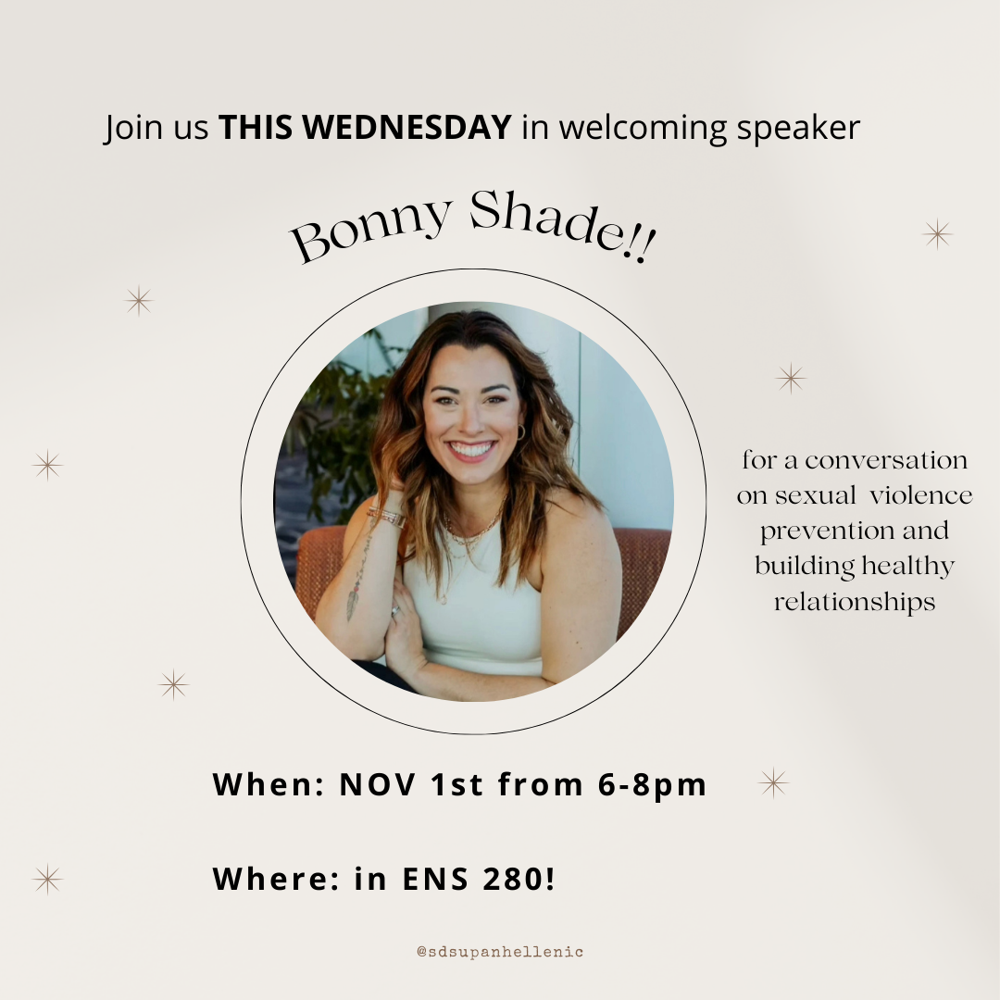 Join us THIS WEDNESDAY in welcoming speaker
Bonny Shade!!
for a conversation
on sexual violence
prevention and
building healthy
relationships
When: NOV 1st from 6-8pm
Where: in ENS 280!
@sdsupanhellenic